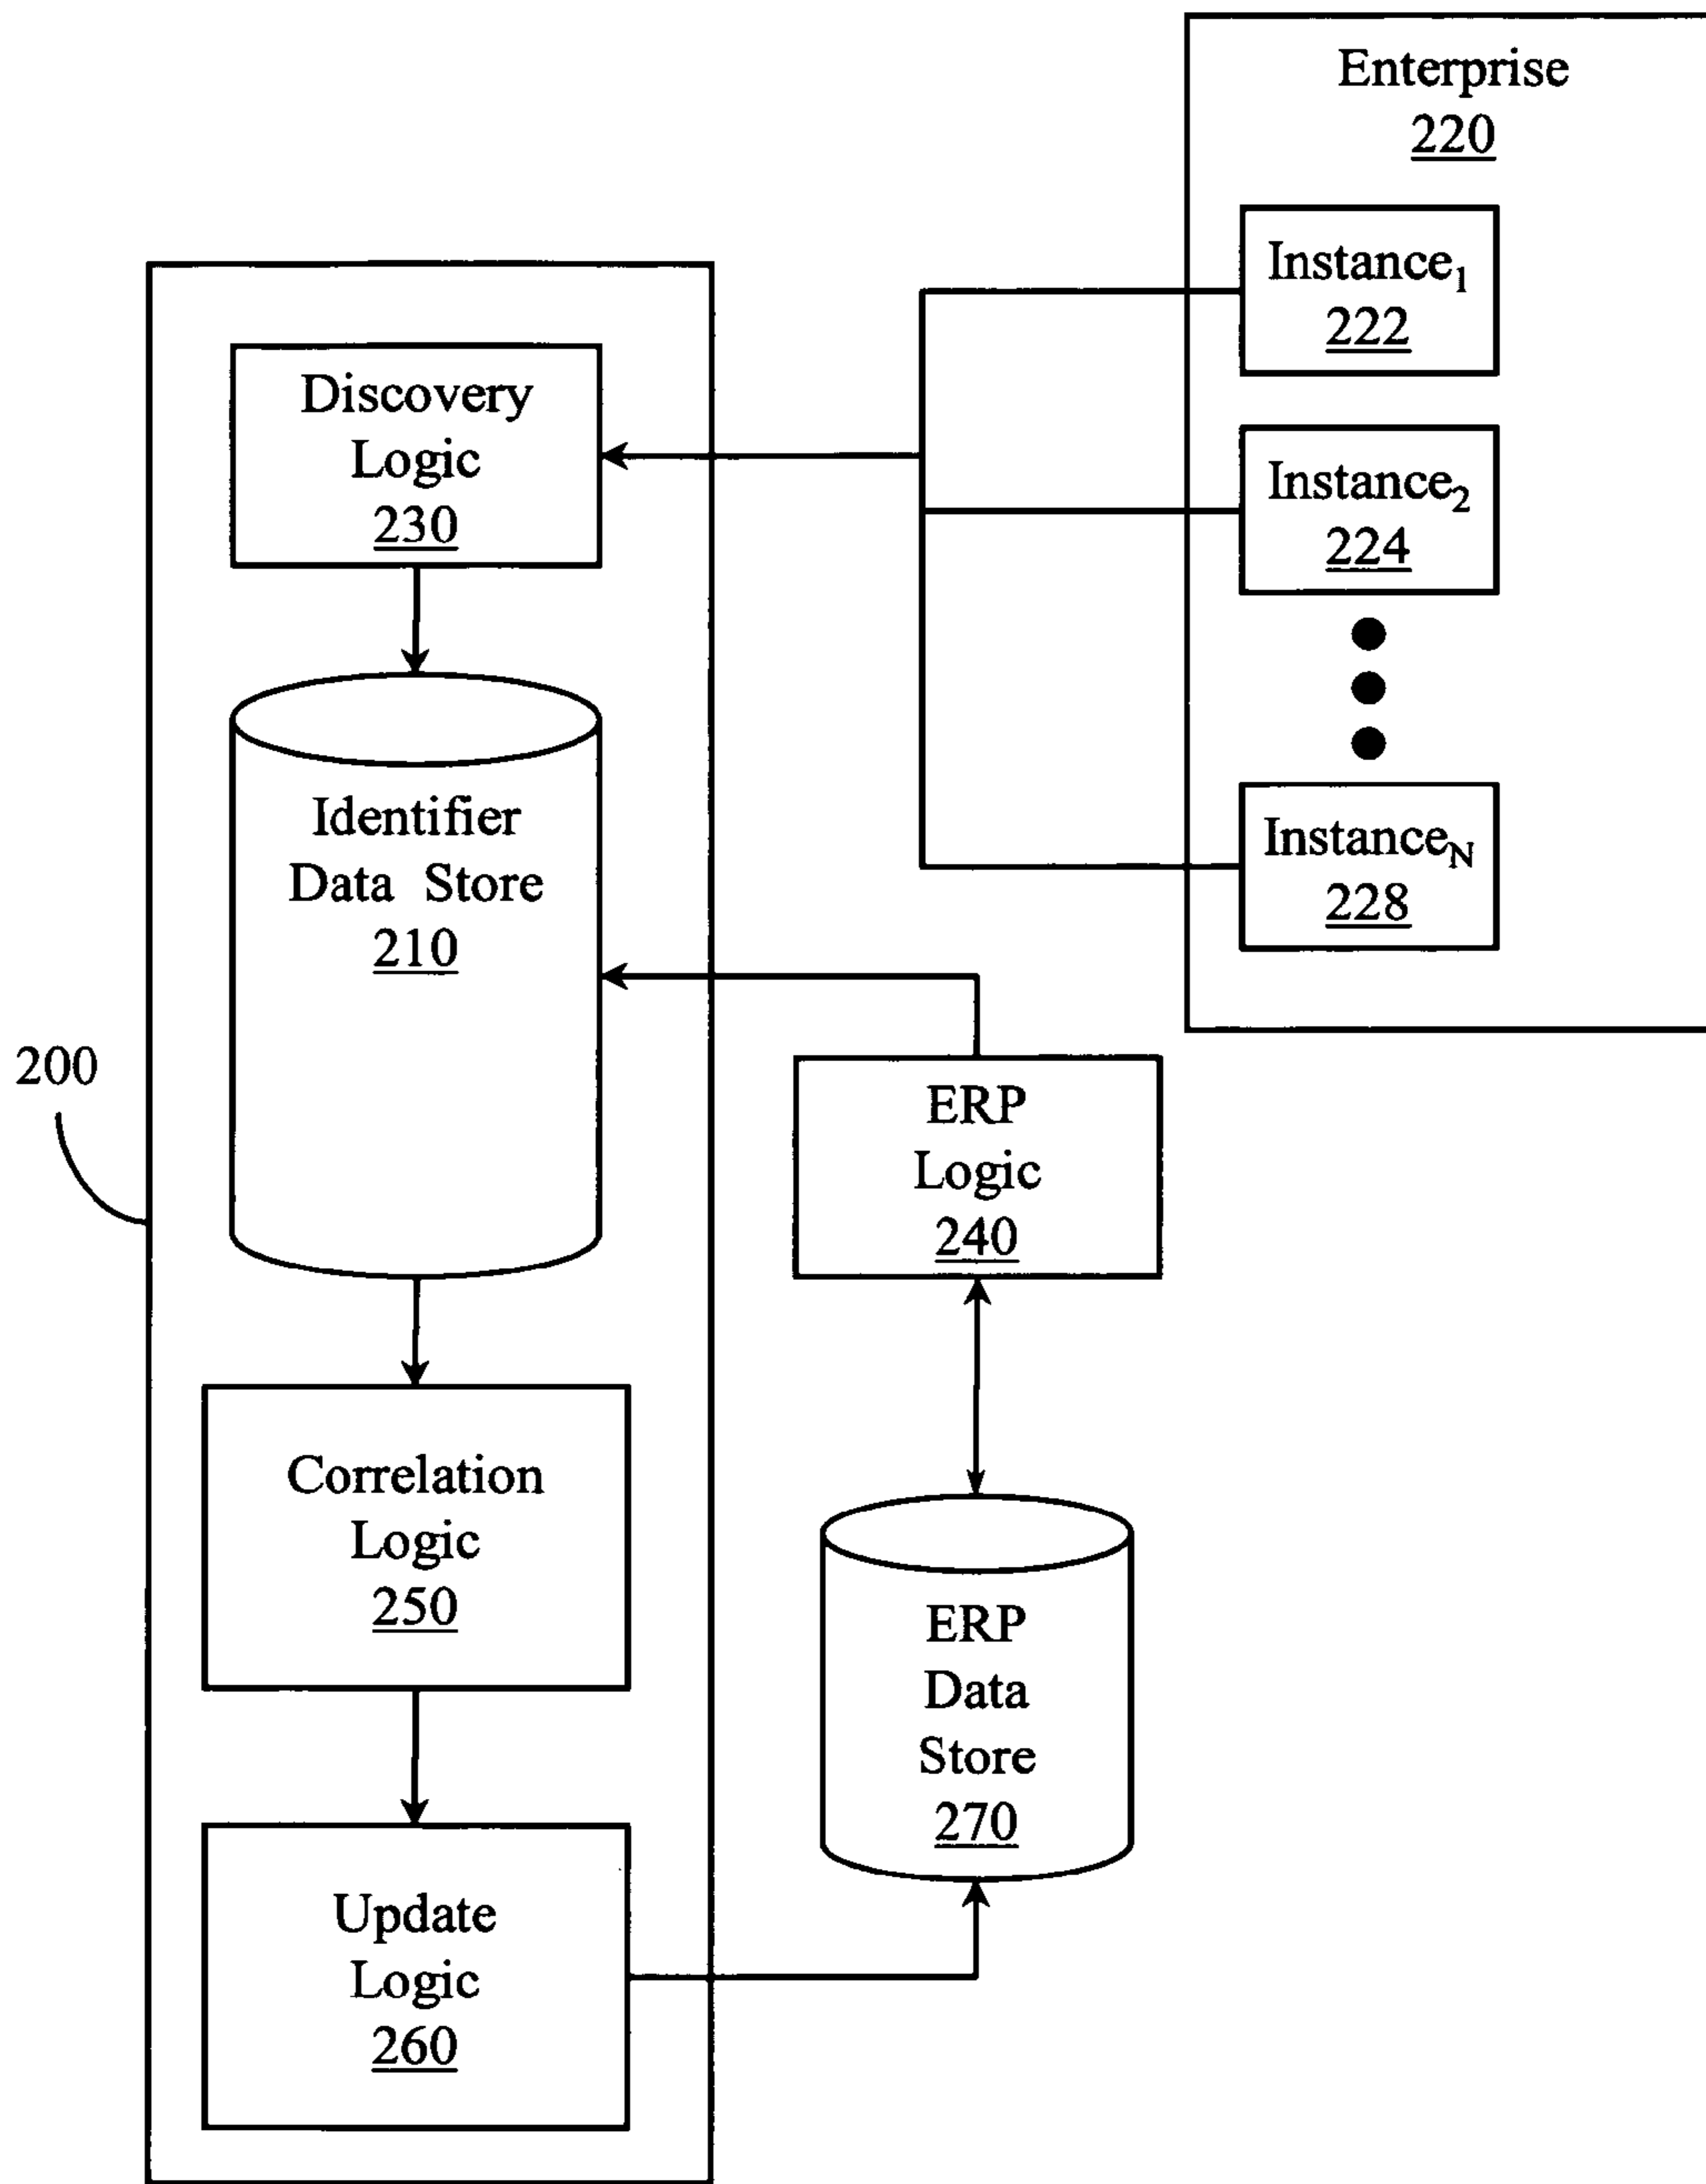 Enterprise
220
Instance1
222
Instance2
224
InstanceN
228
Discovery
Logic
230
Identifier
Data Store
210
200
ERP
Logic
240
Correlation
Logic
250
ERP
Data
Store
270
Update
Logic
260